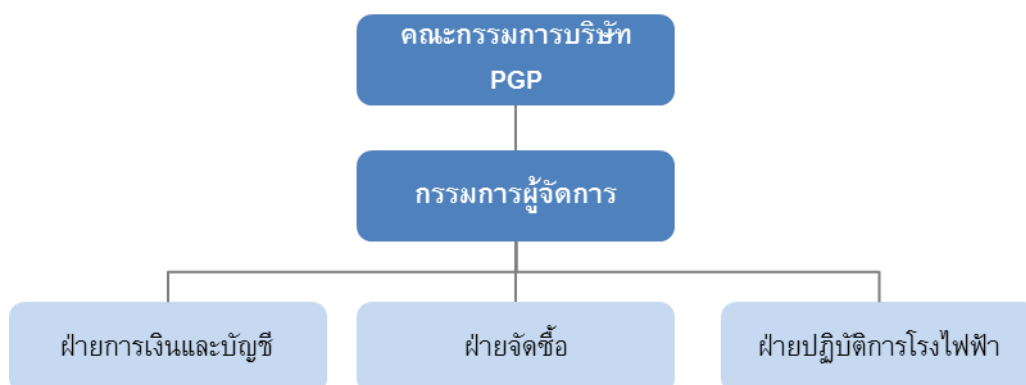 คณะกรรมการบริษัท
PGP
กรรมการผู้จัดการ
ฝ่ายการเงินและบัญชี
ฝ่ายจัดซื้อ
ฝ่ายปฏิบัติการโรงไฟฟ้า